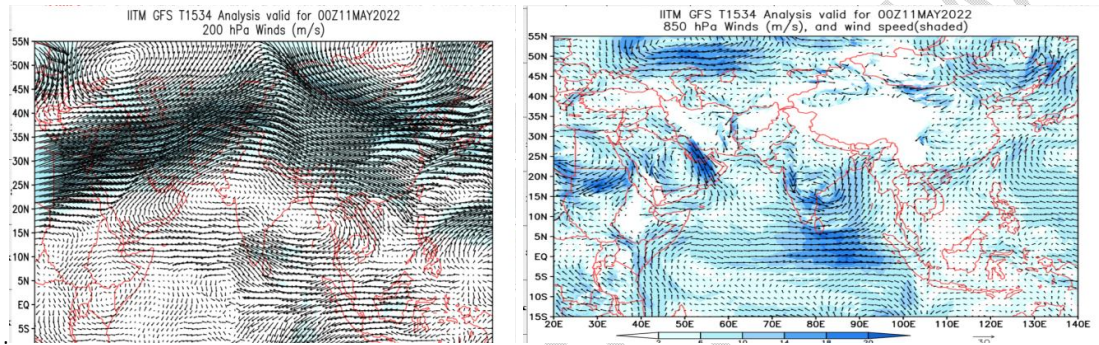 IITM GFS T1534 Analysis valid for 00Z11MAY2022
200 hPa Winds (m/s)
55N
50N
45N
40N
35N
30N
25N
20N
15N
10N
5N
EQ
5S
IITM GFS T1534 Analysis valid for 00Z11MAY2022
850 hPa Winds (m/s), and wind speed(shaded)
55N
50N
45N
40N
35N
30N
25N
20N
15N
10N
5N
EQ
5S
10S
15S
20E 30E 40E 50E 60E 70E 80E 90E 100E 110E 120E 130E 140E
10 14 18 20
30